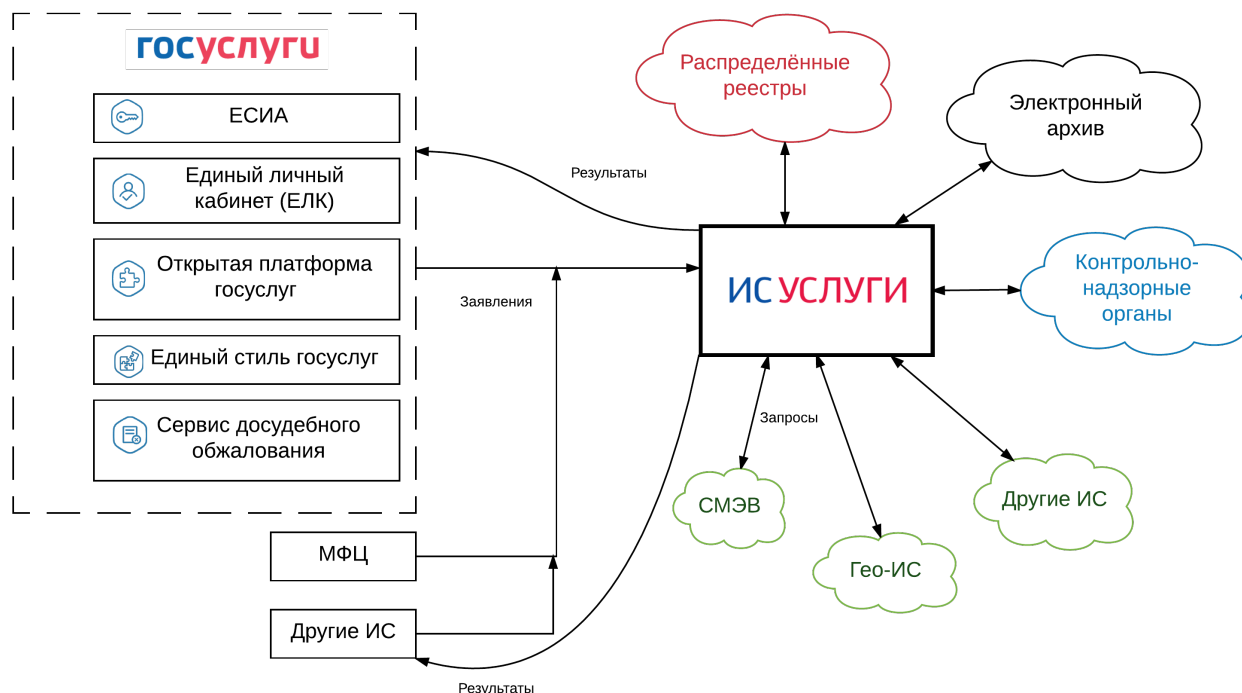 госуслуги
ЕСИА
Единый личный
кабинет (ЕЛК)
Открытая платформа
госуслуг
Единый стиль госуслуг
Сервис досудебного
обжалования
МФЦ
Другие ИС
Результаты
Заявления
Результаты
ИС УСЛУГИ
Распределённые
реестры
Электронный
архив
Контрольно-
надзорные
органы
Запросы
СМЭВ
Гео-ИС
Другие ИС